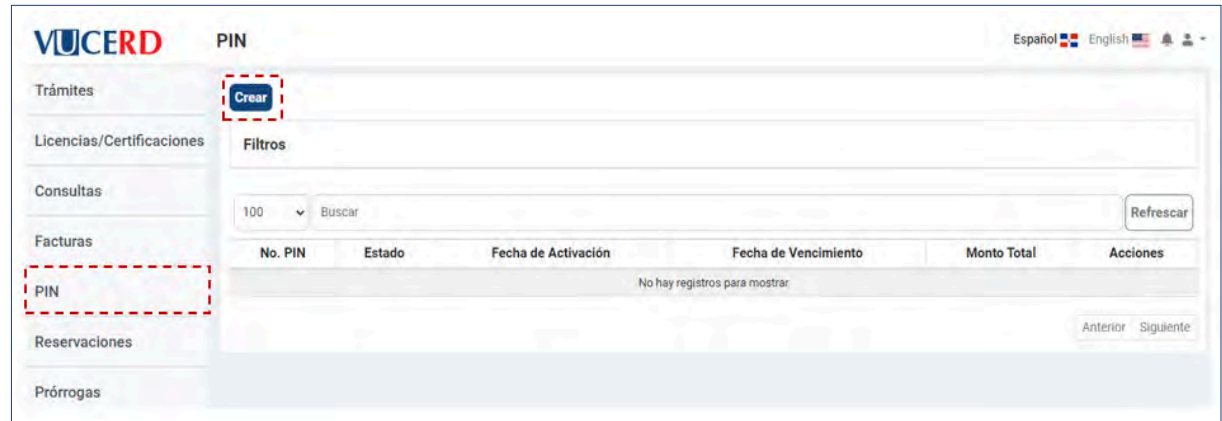 VUCERD PIN Español English
Trámites
Crear
Licencias/Certificaciones
Filtros
Consultas
100 Buscar Refrescar
Facturas
No. PIN Estado Fecha de Activación Fecha de Vencimiento Monto Total Acciones
No hay registros para mostrar
PIN
Anterior Siguiente
Reservaciones
Prórrogas